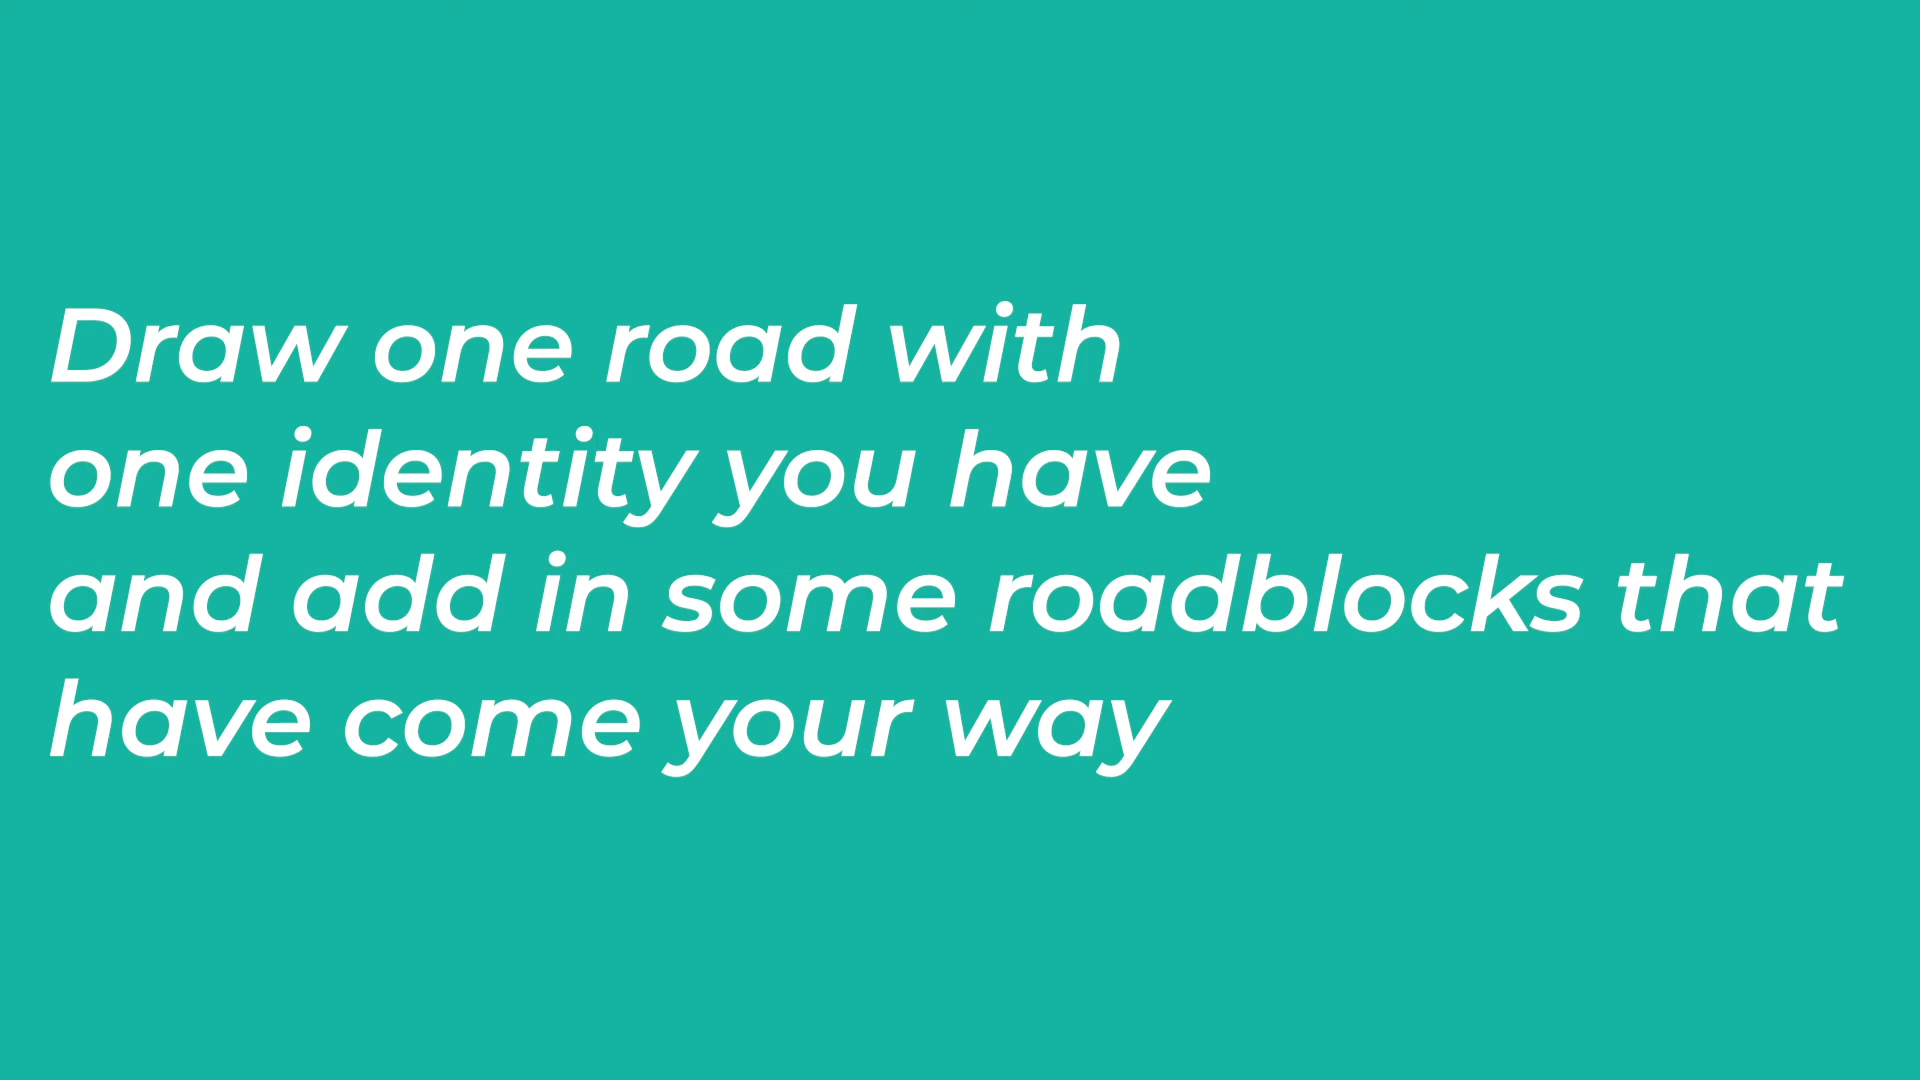 Draw one road with
one identity you have
and add in some roadblocks that
have come your way